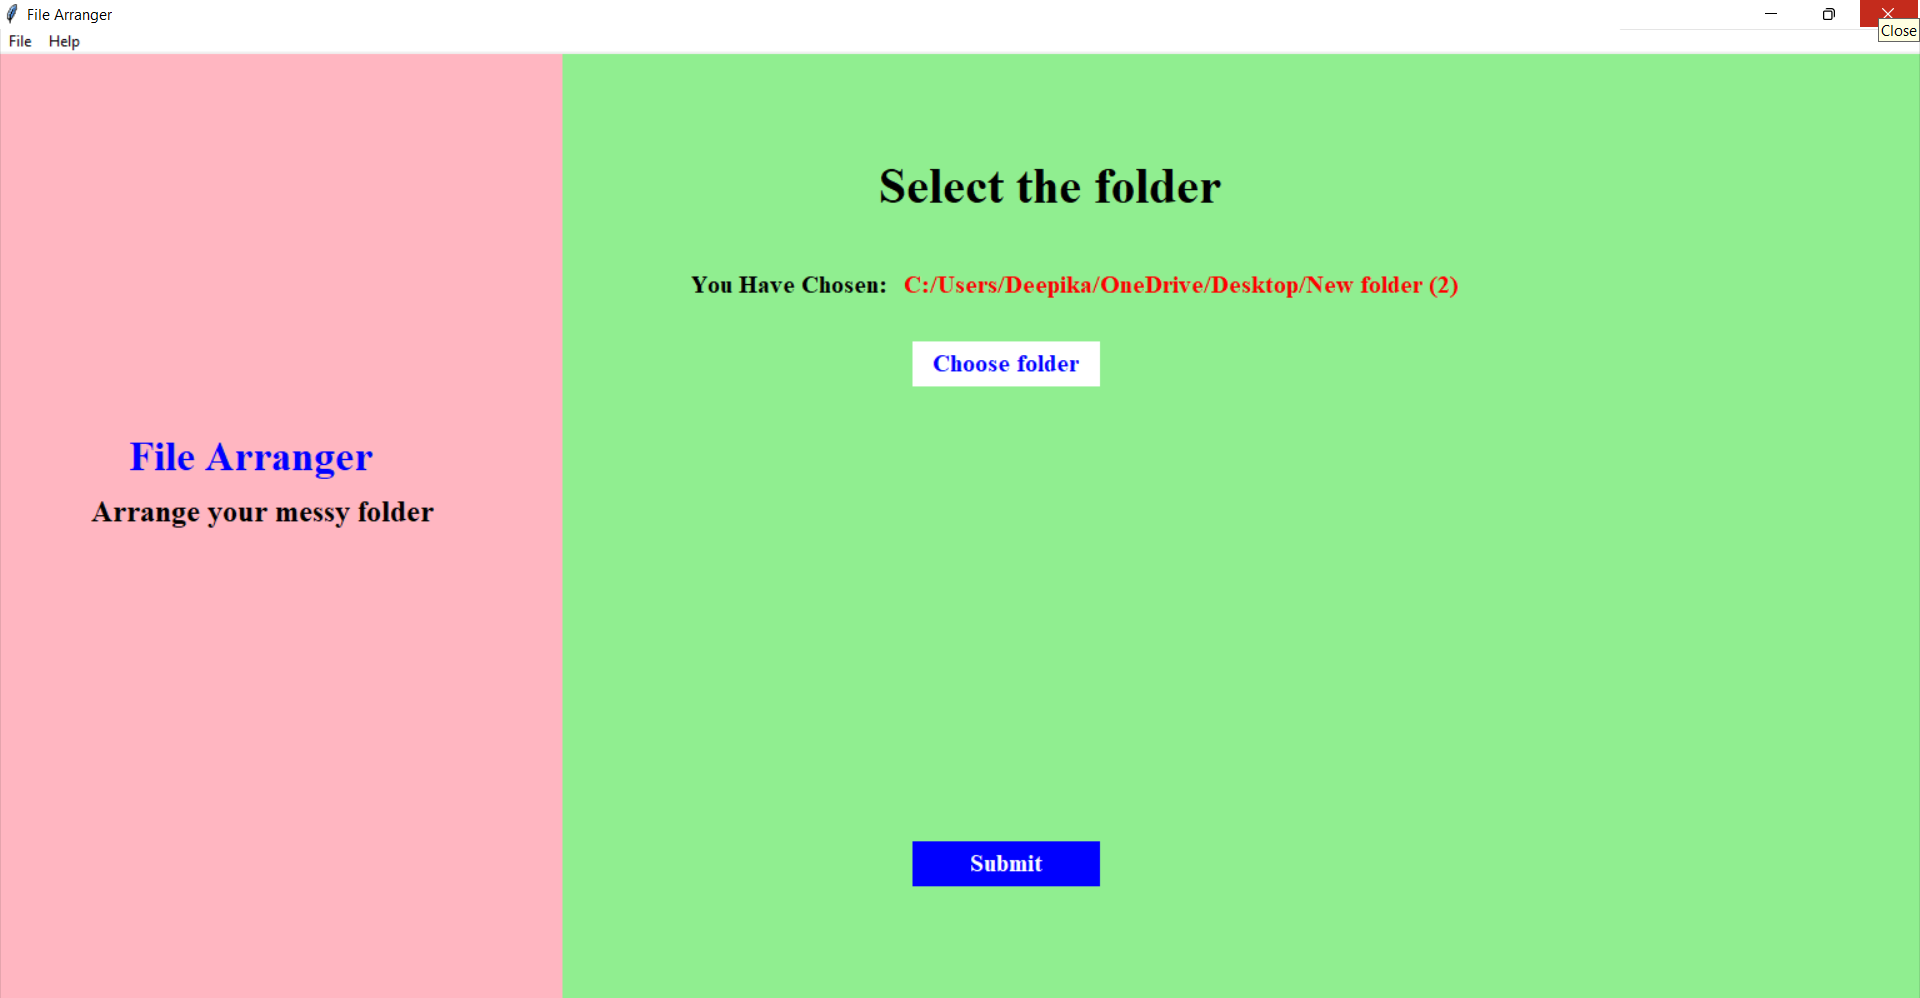 File Arranger
Close
File Help
Select the folder
You Have Chosen: C:/Users/Deepika/OneDrive/Desktop/New folder (2)
Choose folder
File Arranger
Arrange your messy folder
Submit